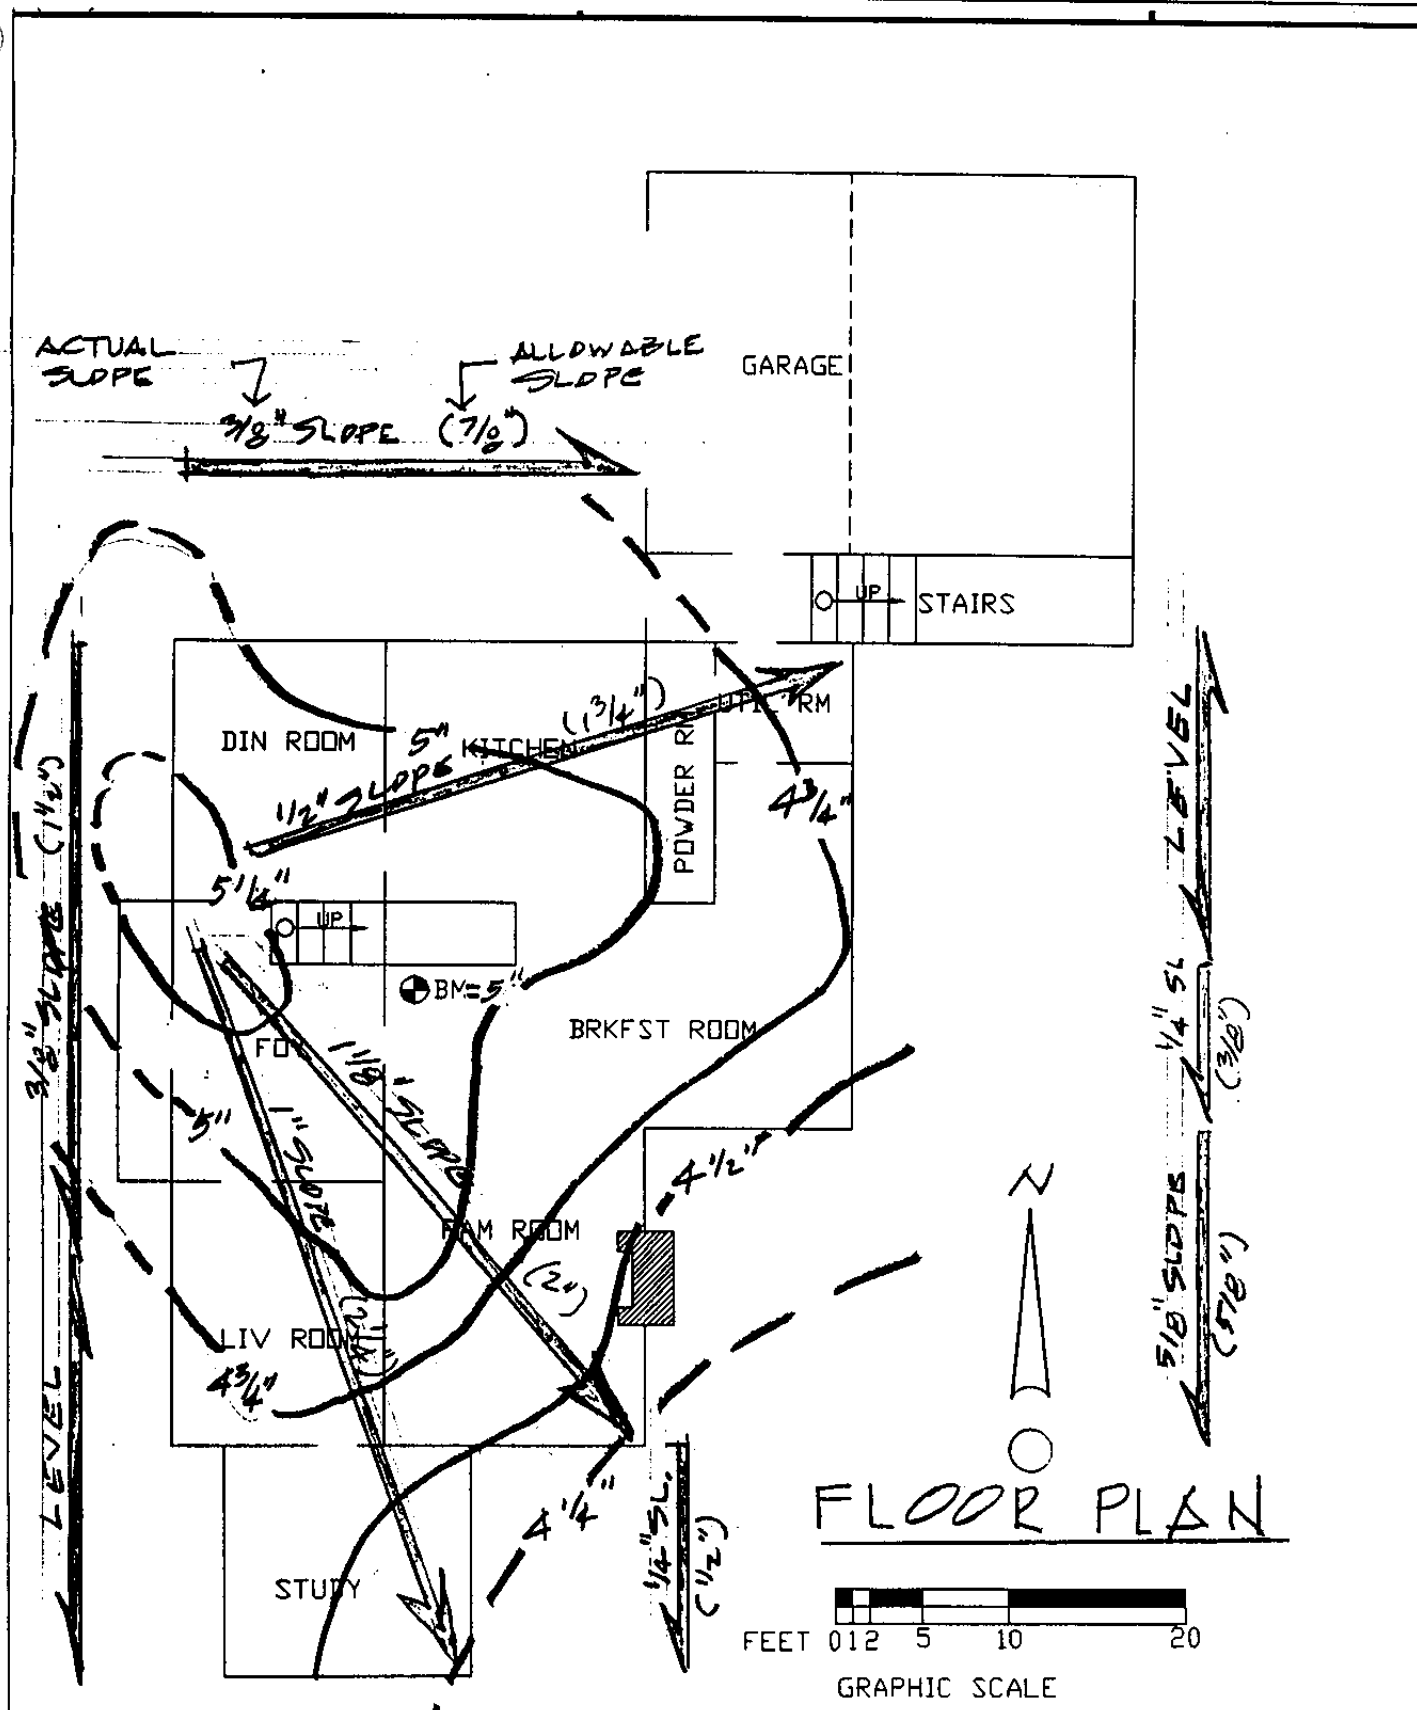 ACTUAL
SLOPE
ALLOWABLE
SLOPE
3/8" SLOPE (7/8")
GARAGE
UP
STAIRS
DIN ROOM
5"
KITCHEN
(1 3/4")
UTIL RM
1/2" SLOPE
POWDER RM
4 3/4"
5 1/4"
UP
BM=5"
BRKFST ROOM
FOY
1 1/8" SLOPE
1" SLOPE
5"
3/8" SLOPE (1 1/2")
LEVEL
LEVEL
1/4" SL
(3/8")
4 1/2"
FAM ROOM
(2")
(2 1/4")
LIV ROOM
4 3/4"
5/8" SLOPE
(5/8")
N
4 1/4"
1/4" SL.
(1/2")
STUDY
FLOOR PLAN
FEET 0 1 2 5 10 20
GRAPHIC SCALE